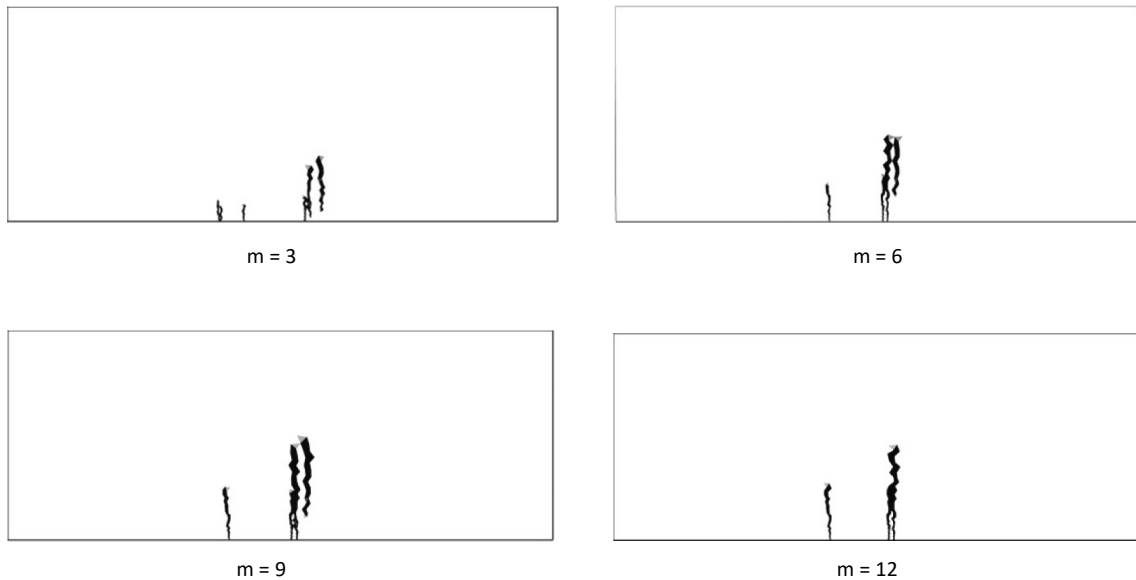 m = 3
m = 6
m = 9
m = 12